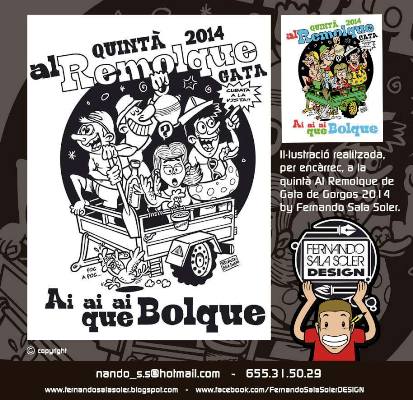 QUINTÀ 2014
al Remolque
GATA
CUBATA
A LA
VISTA!!
POC
A POC...
Ai ai ai
que Bolque
QUINTÀ 2014
al Remolque
GATA
Ai ai ai
que Bolque
Il·lustració realitzada,
per encàrrec, a la
quintà Al Remolque de
Gata de Gorgos 2014
by Fernando Sala Soler.
FERNANDO
SALA SOLER
DESIGN
© copyright
nando_s.s@hotmail.com - 655.31.50.29
www.fernandosalasoler.blogspot.com - www.facebook.com/FernandoSalaSolerDESIGN